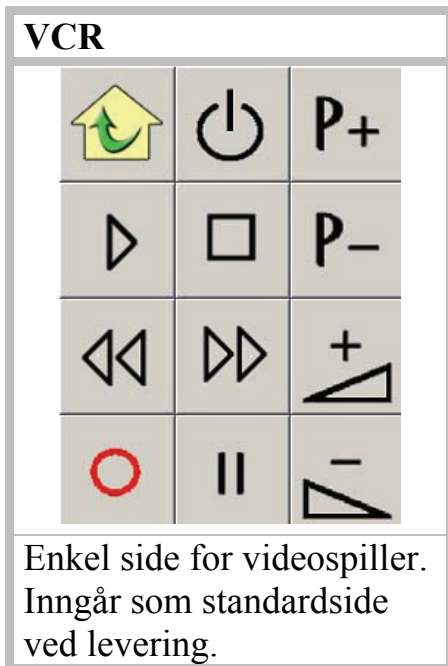 VCR
P+
P–
+
–
Enkel side for videospiller.
Inngår som standardside
ved levering.